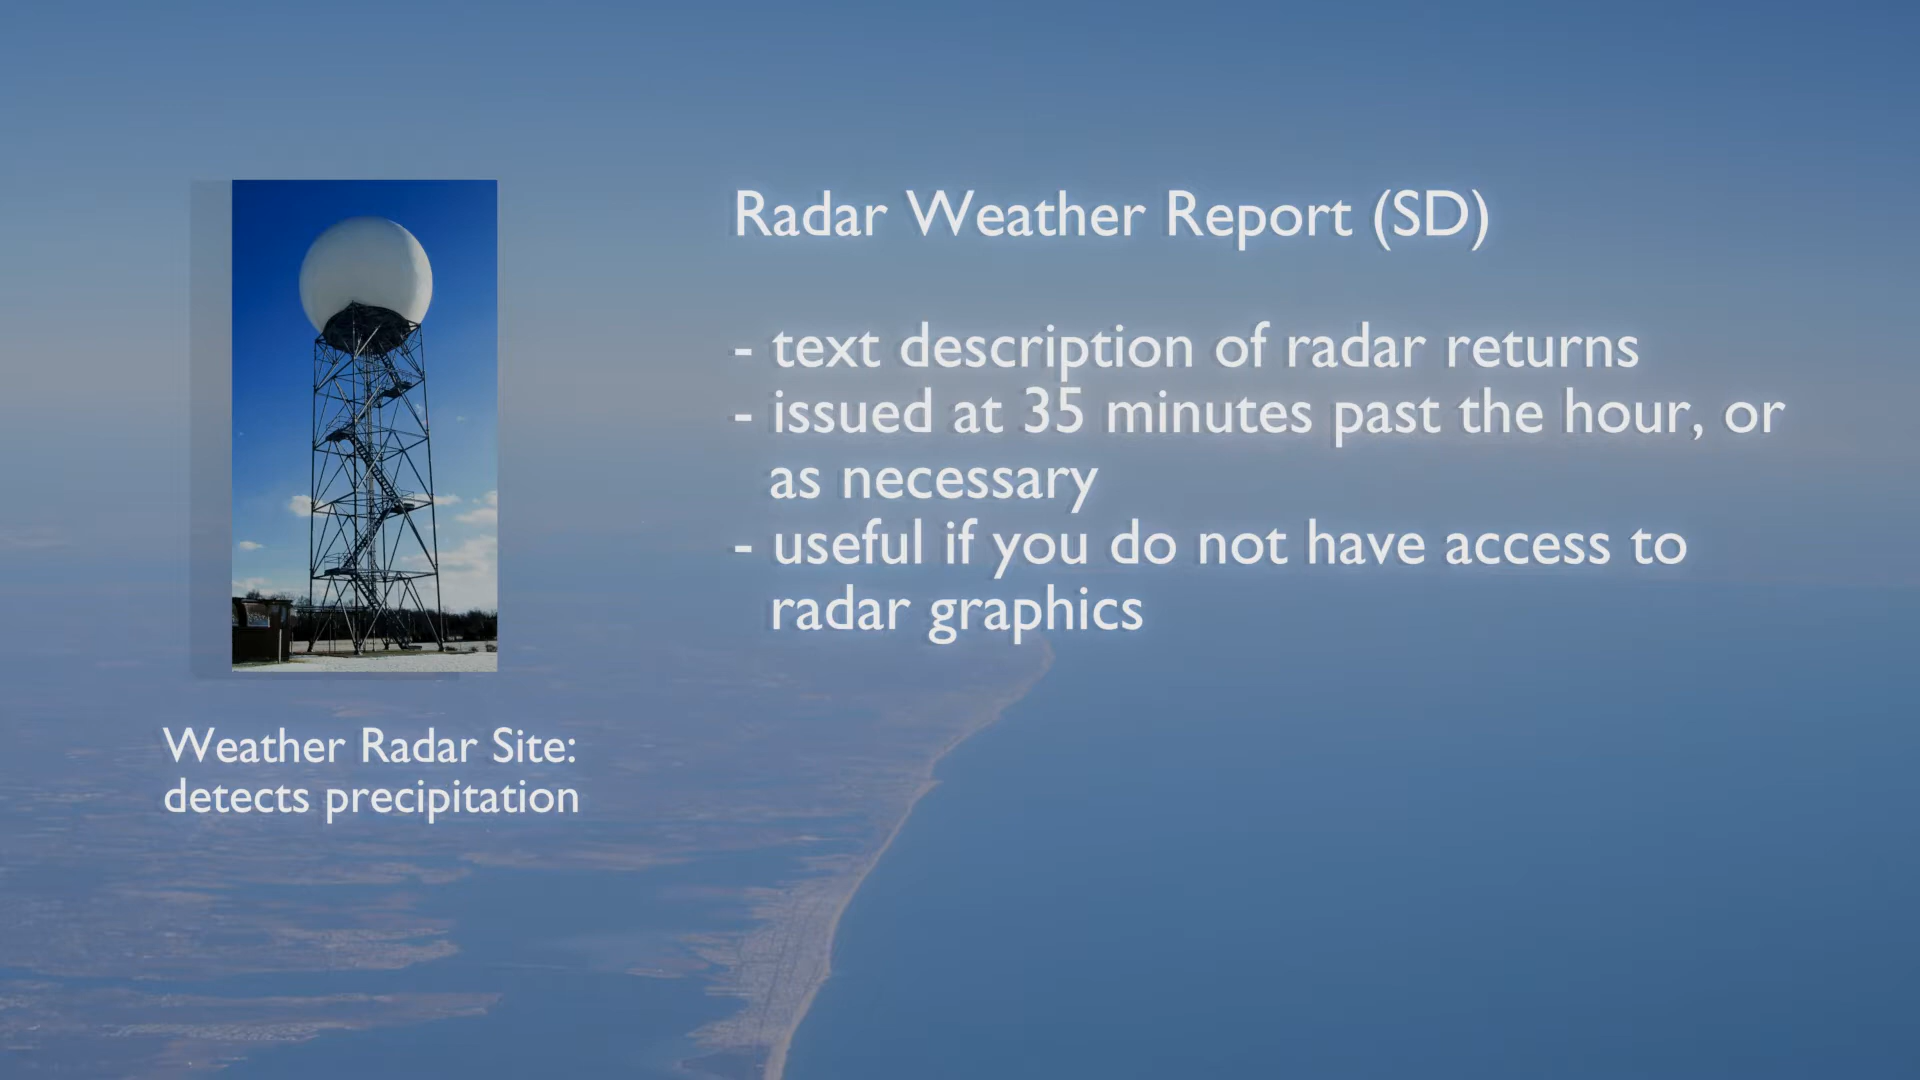 Radar Weather Report (SD)
- text description of radar returns
- issued at 35 minutes past the hour, or
as necessary
- useful if you do not have access to
radar graphics
Weather Radar Site:
detects precipitation